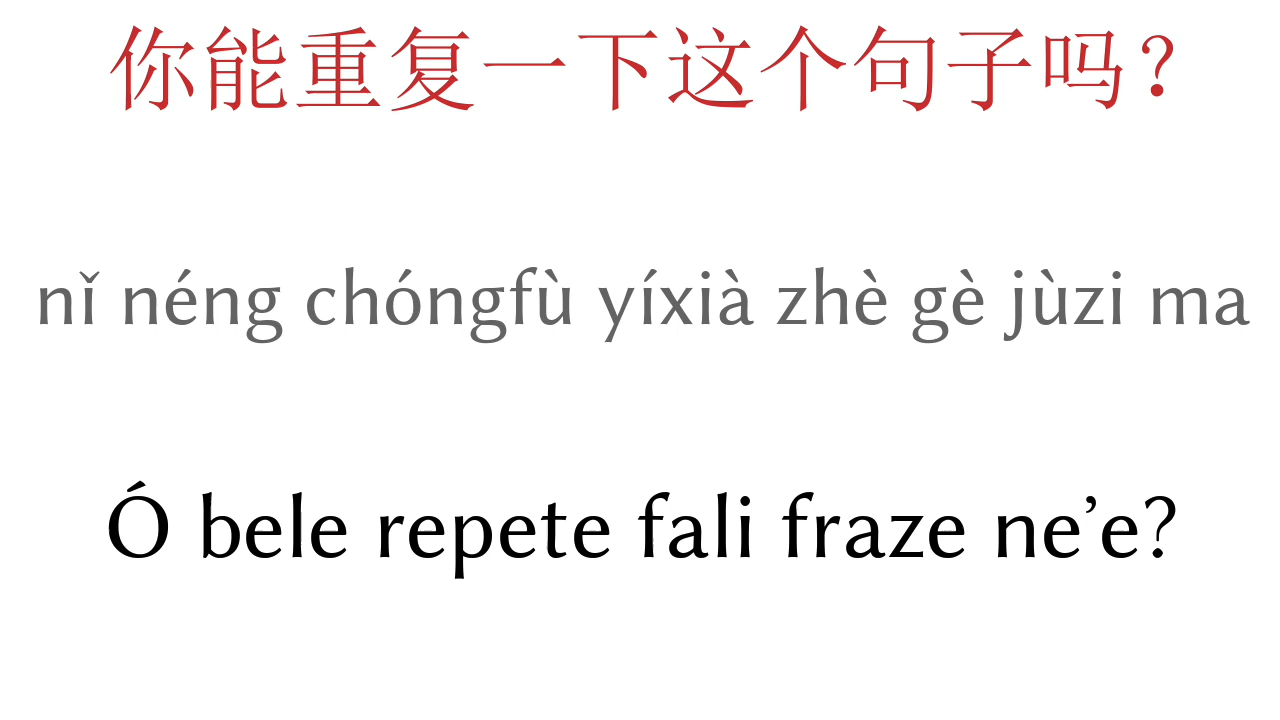 你能重复一下这个句子吗？
nǐ néng chóngfù yíxià zhè gè jùzi ma
Ó bele repete fali fraze ne’e?